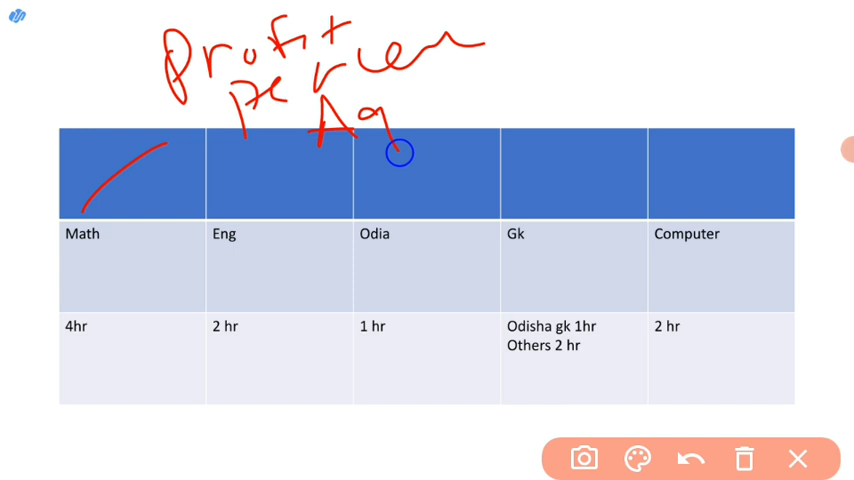 Profit
Math Eng Odia Gk Computer
4hr 2 hr 1 hr Odisha gk 1hr 2 hr
Others 2 hr